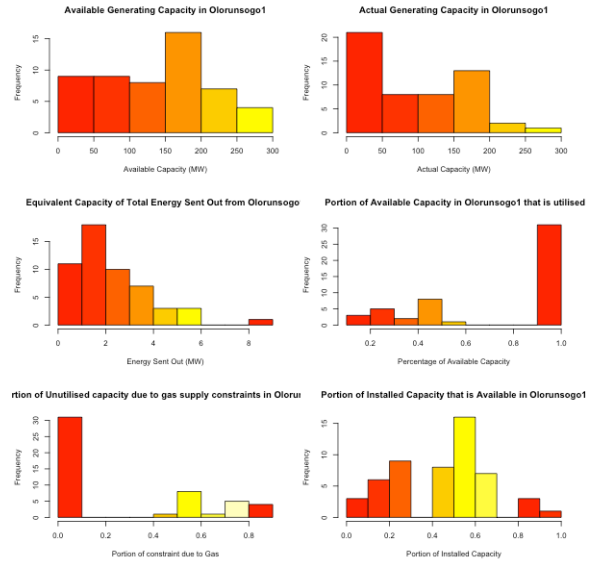 Available Generating Capacity in Olorunsogo1
Frequency
0 5 10 15
0 50 100 150 200 250 300
Available Capacity (MW)
Actual Generating Capacity in Olorunsogo1
Frequency
0 5 10 15 20
0 50 100 150 200 250 300
Actual Capacity (MW)
Equivalent Capacity of Total Energy Sent Out from Olorunsogo
Frequency
0 5 10 15
0 2 4 6 8
Energy Sent Out (MW)
Portion of Available Capacity in Olorunsogo1 that is utilised
Frequency
0 5 10 20 30
0.2 0.4 0.6 0.8 1.0
Percentage of Available Capacity
rtion of Unutilised capacity due to gas supply constraints in Olorun
Frequency
0 5 10 20 30
0.0 0.2 0.4 0.6 0.8
Portion of constraint due to Gas
Portion of Installed Capacity that is Available in Olorunsogo1
Frequency
0 5 10 15
0.0 0.2 0.4 0.6 0.8 1.0
Portion of Installed Capacity